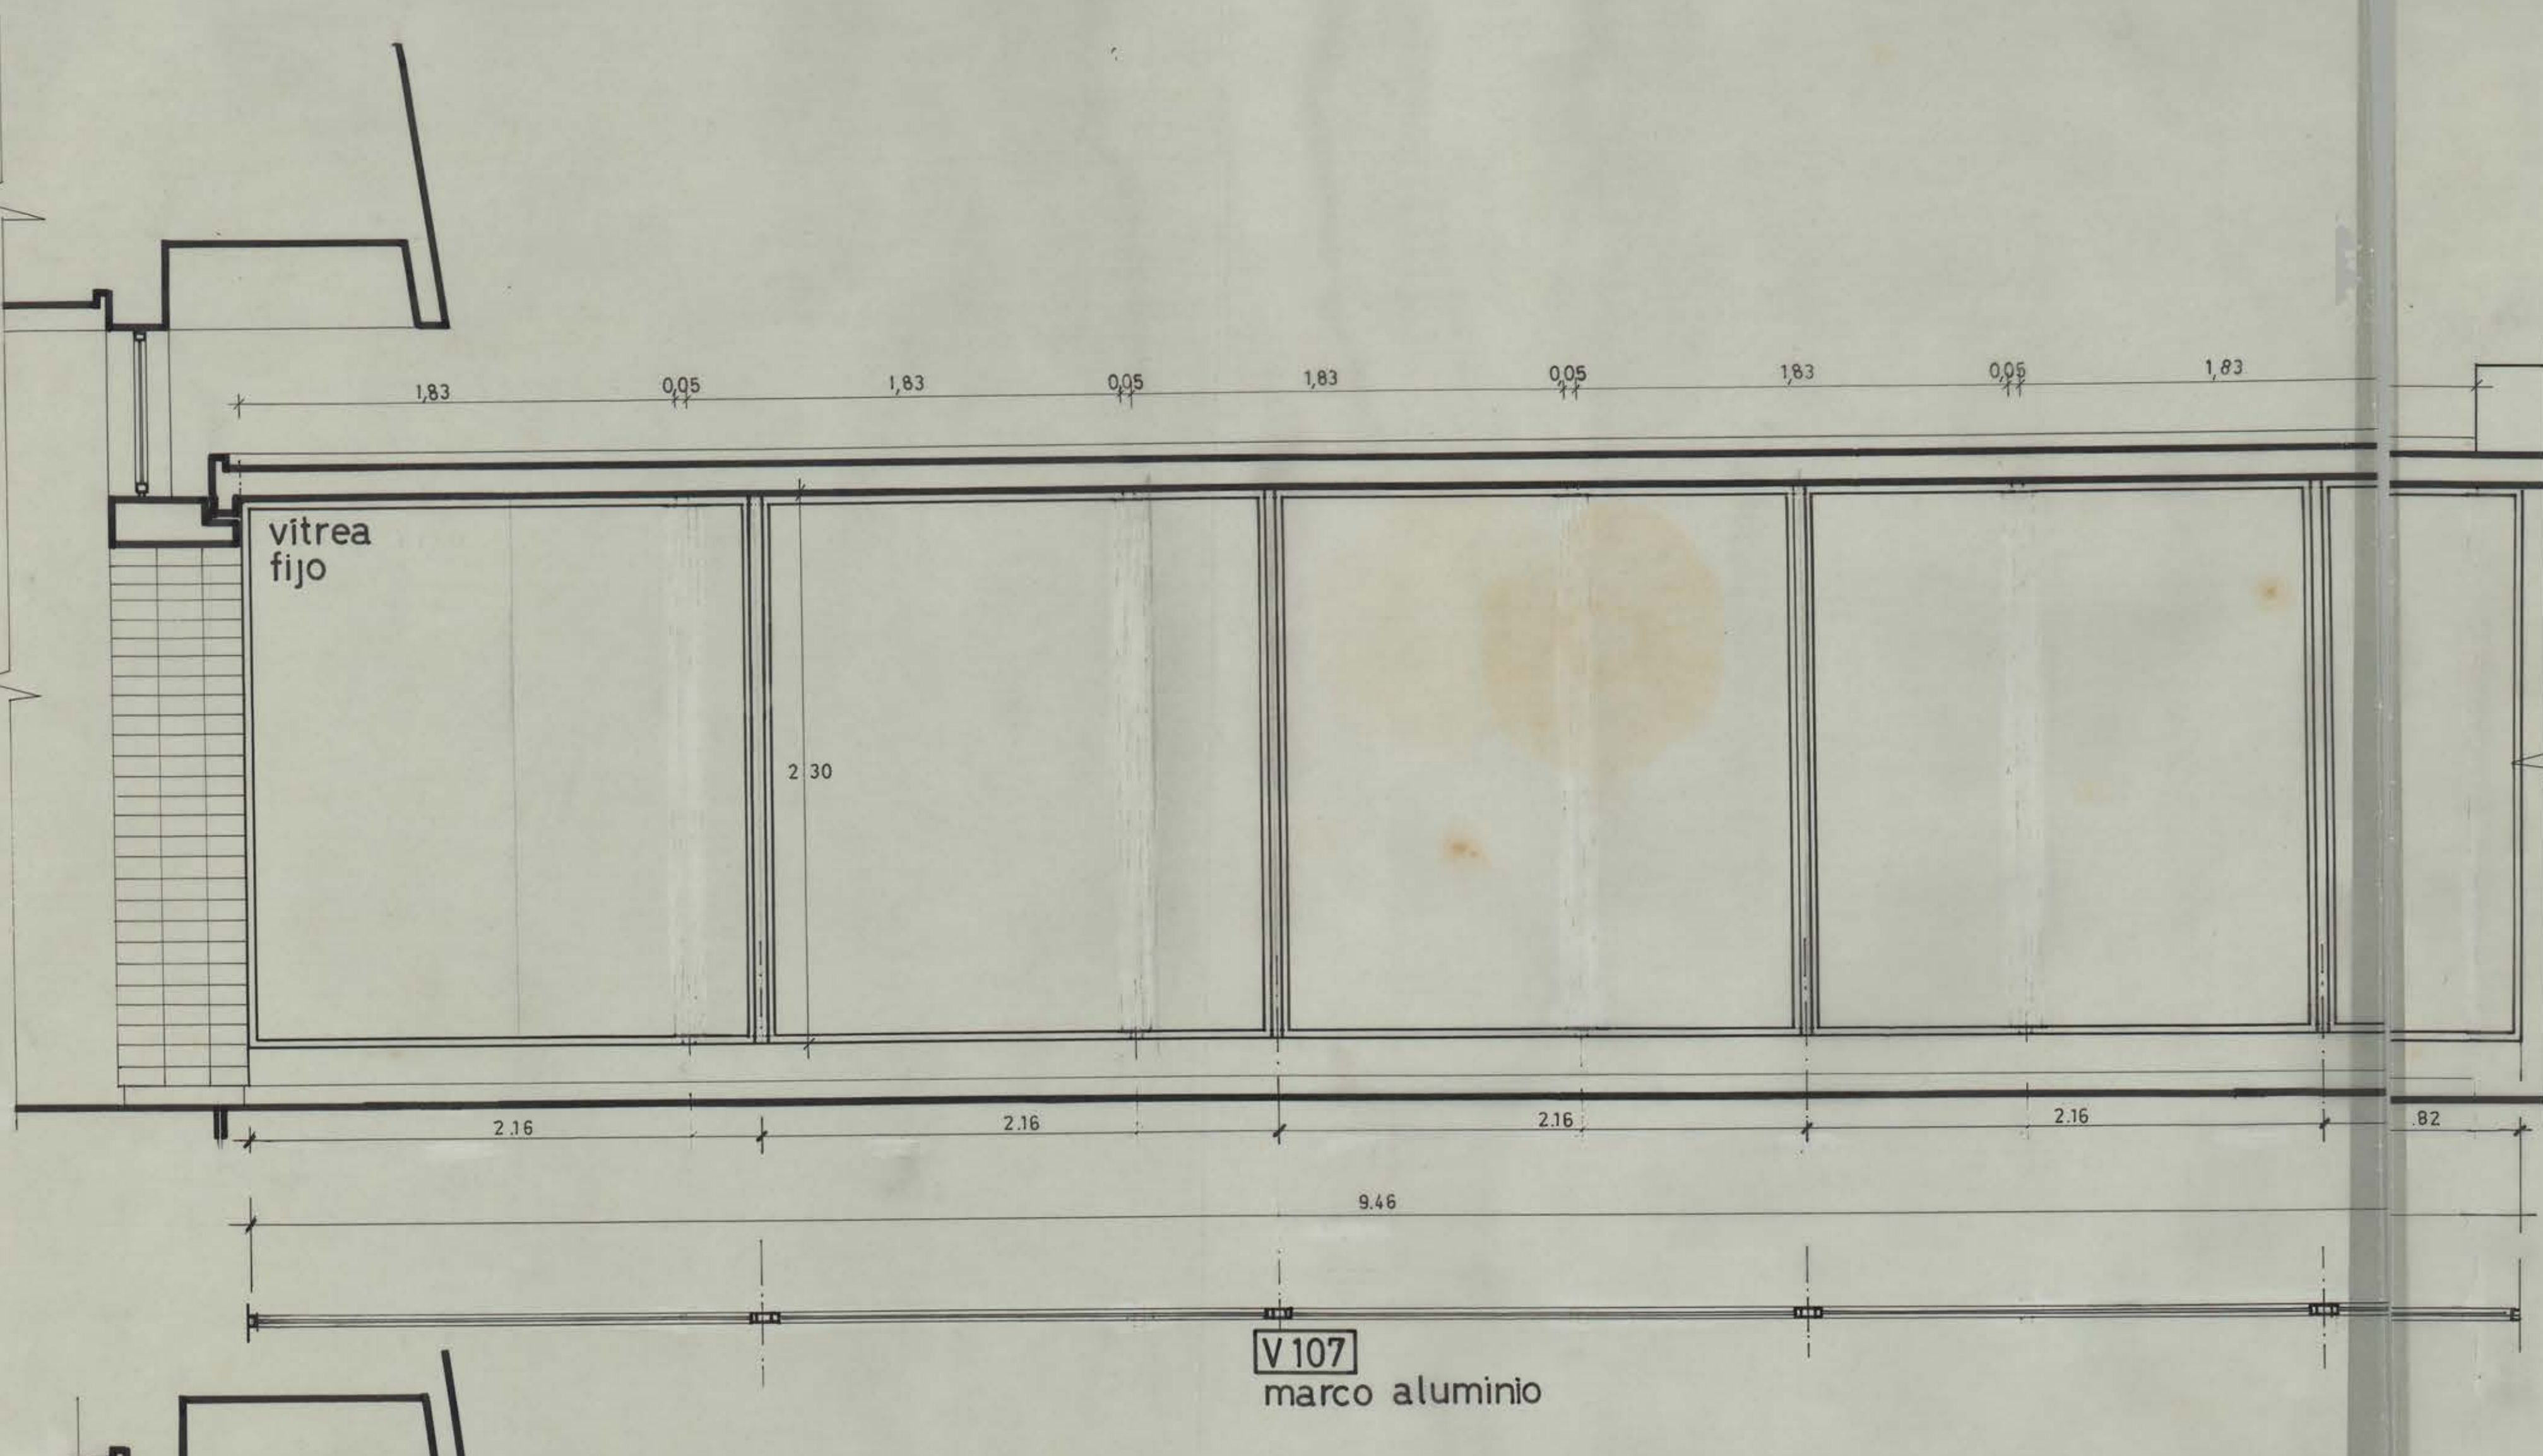 1,83 0,05 1,83 0,05 1,83 0,05 1,83 0,05 1,83
vitrea
fijo
2 30
2.16 2.16 2.16 2.16 .82
9.46
V 107
marco aluminio